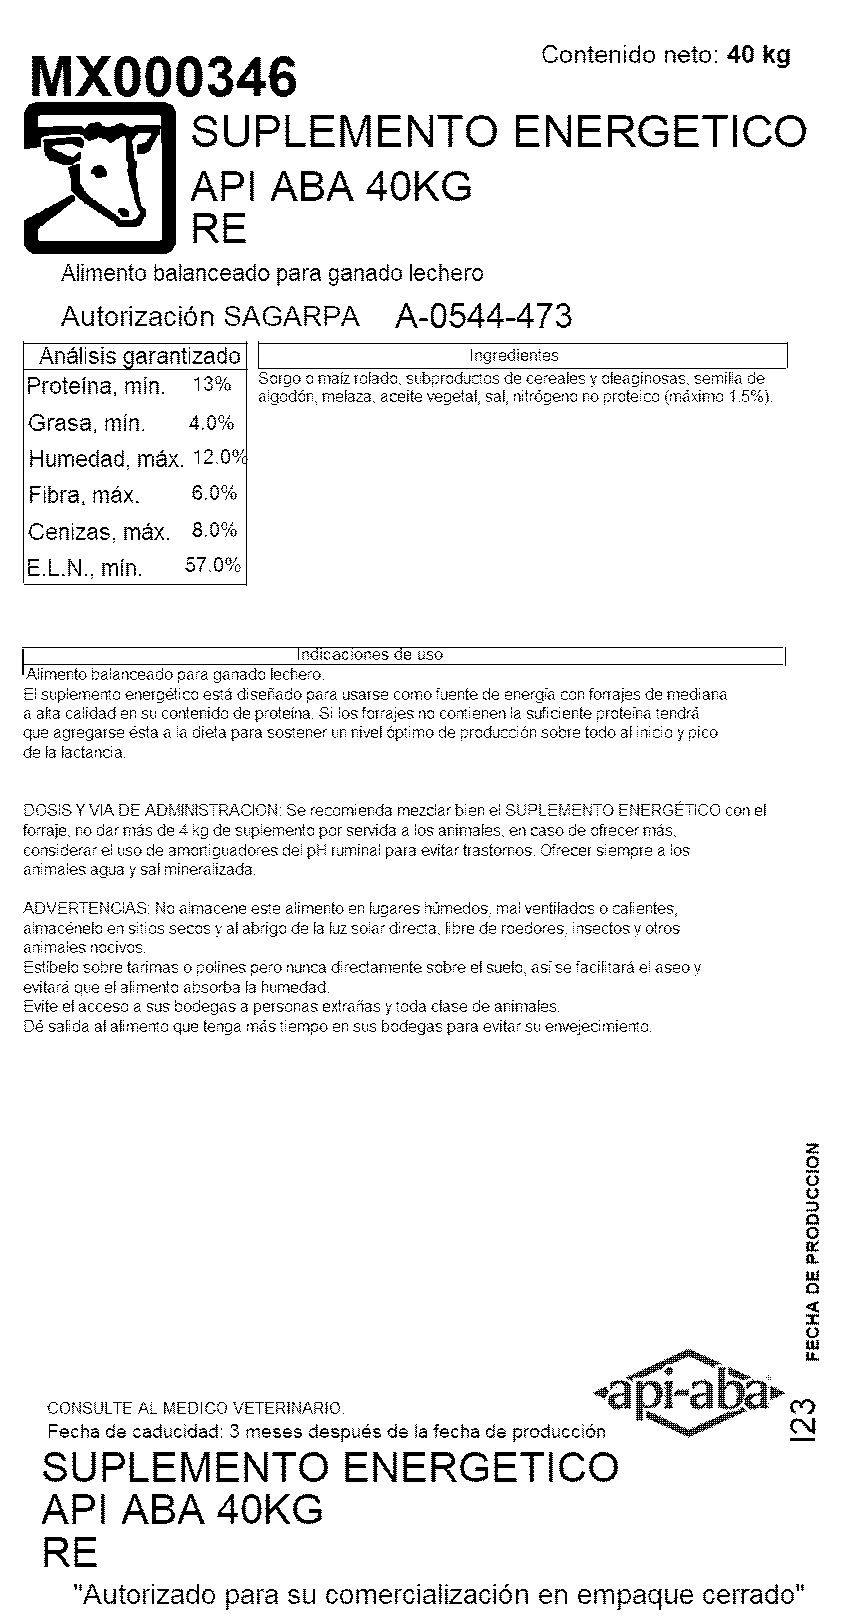 Contenido neto: 40 kg
MX000346
SUPLEMENTO ENERGETICO
API ABA 40KG
RE
Alimento balanceado para ganado lechero
Autorización SAGARPA A-0544-473
Análisis garantizado
Proteína, mín. 13%
Grasa, mín. 4.0%
Humedad, máx. 12.0%
Fibra, máx. 6.0%
Cenizas, máx. 8.0%
E.L.N., mín. 57.0%
Ingredientes
Sorgo o maíz rolado, subproductos de cereales y oleaginosas, semilla de
algodón, melaza, aceite vegetal, sal, nitrógeno no proteico (máximo 1.5%).
Indicaciones de uso
Alimento balanceado para ganado lechero.
El suplemento energético está diseñado para usarse como fuente de energía con forrajes de mediana
a alta calidad en su contenido de proteína. Si los forrajes no contienen la suficiente proteína tendrá
que agregarse ésta a la dieta para sostener un nivel óptimo de producción sobre todo al inicio y pico
de la lactancia.
DOSIS Y VIA DE ADMINISTRACION: Se recomienda mezclar bien el SUPLEMENTO ENERGÉTICO con el
forraje, no dar más de 4 kg de suplemento por servida a los animales, en caso de ofrecer más,
considerar el uso de amortiguadores del pH ruminal para evitar trastornos. Ofrecer siempre a los
animales agua y sal mineralizada.
ADVERTENCIAS: No almacene este alimento en lugares húmedos, mal ventilados o calientes,
almacénelo en sitios secos y al abrigo de la luz solar directa, libre de roedores, insectos y otros
animales nocivos.
Estíbelo sobre tarimas o polines pero nunca directamente sobre el suelo, así se facilitará el aseo y
evitará que el alimento absorba la humedad.
Evite el acceso a sus bodegas a personas extrañas y toda clase de animales.
Dé salida al alimento que tenga más tiempo en sus bodegas para evitar su envejecimiento.
FECHA DE PRODUCCION
I23
api-aba
CONSULTE AL MEDICO VETERINARIO.
Fecha de caducidad: 3 meses después de la fecha de producción
SUPLEMENTO ENERGETICO
API ABA 40KG
RE
"Autorizado para su comercialización en empaque cerrado"